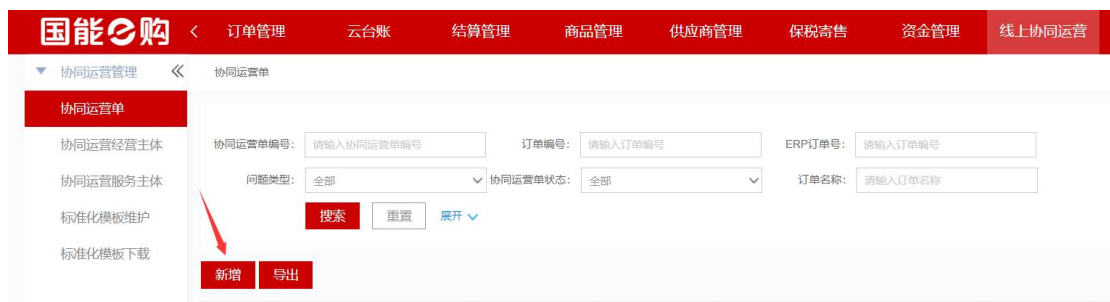 国能e购 < 订单管理 云台账 结算管理 商品管理 供应商管理 保税寄售 资金管理 线上协同运营
协同运营管理 协同运营单
协同运营单
协同运营经营主体 协同运营单编号: 请输入协同运营单编号 订单编号: 请输入订单编号 ERP订单号: 请输入订单编号
协同运营服务主体 问题类型: 全部 协同运营单状态: 全部 订单名称: 请输入订单名称
标准化模板维护 搜索 重置 展开
标准化模板下载
新增 导出